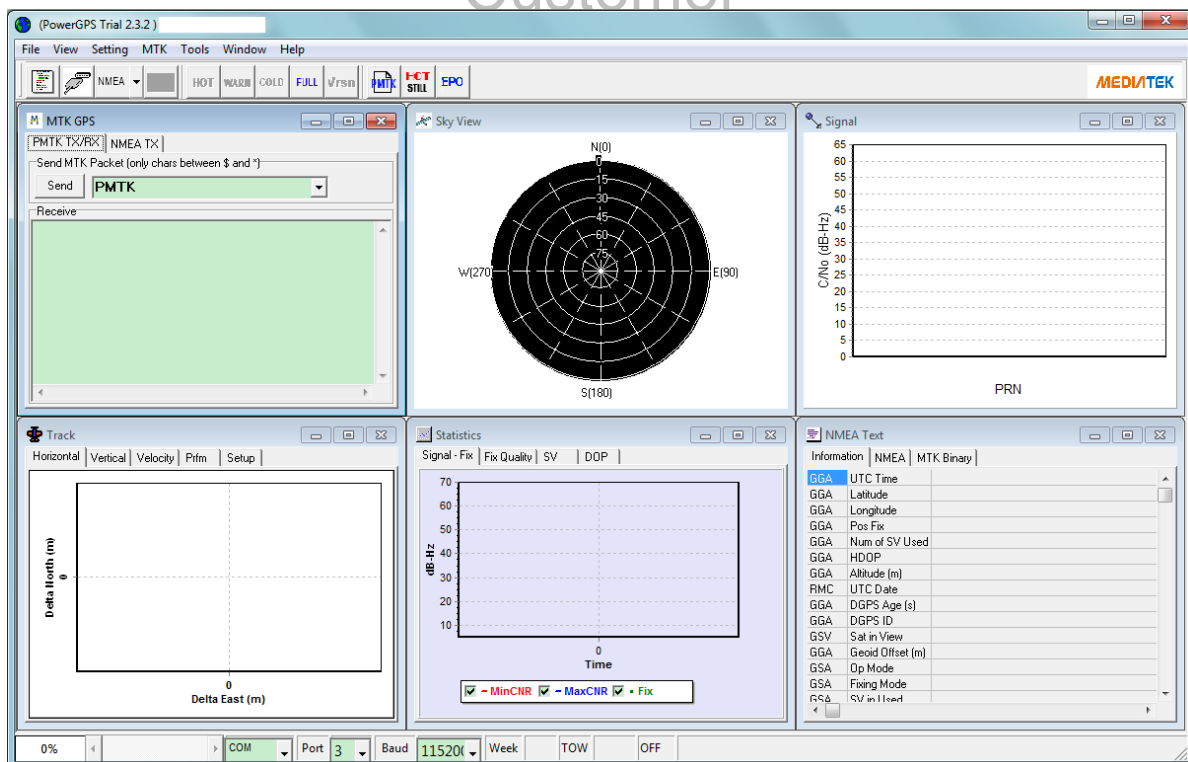 Customer
(PowerGPS Trial 2.3.2 )
File View Setting MTK Tools Window Help
NMEA HOT WARM COLD FULL Vrsn PMTK HOT STILL EPO MEDIATEK
MTK GPS
PMTK TX/RX NMEA TX
Send MTK Packet (only chars between $ and *)
Send PMTK
Receive
Sky View
N(0)
0
15
30
45
60
75
W(270 E(90)
S(180)
Signal
65
60
55
50
45
40
35
30
25
20
15
10
5
0
C/No (dB-Hz)
PRN
Track
Horizontal Vertical Velocity Prfm Setup
Delta North (m)
0
0
Delta East (m)
Statistics
Signal - Fix Fix Quality SV DOP
70
60
50
40
30
20
10
dB-Hz
0
Time
MinCNR MaxCNR Fix
NMEA Text
Information NMEA MTK Binary
GGA UTC Time
GGA Latitude
GGA Longitude
GGA Pos Fix
GGA Num of SV Used
GGA HDOP
GGA Altitude (m)
RMC UTC Date
GGA DGPS Age (s)
GGA DGPS ID
GSV Sat in View
GGA Geoid Offset (m)
GSA Op Mode
GSA Fixing Mode
GSA SV in Used
0% COM Port 3 Baud 11520( Week TOW OFF